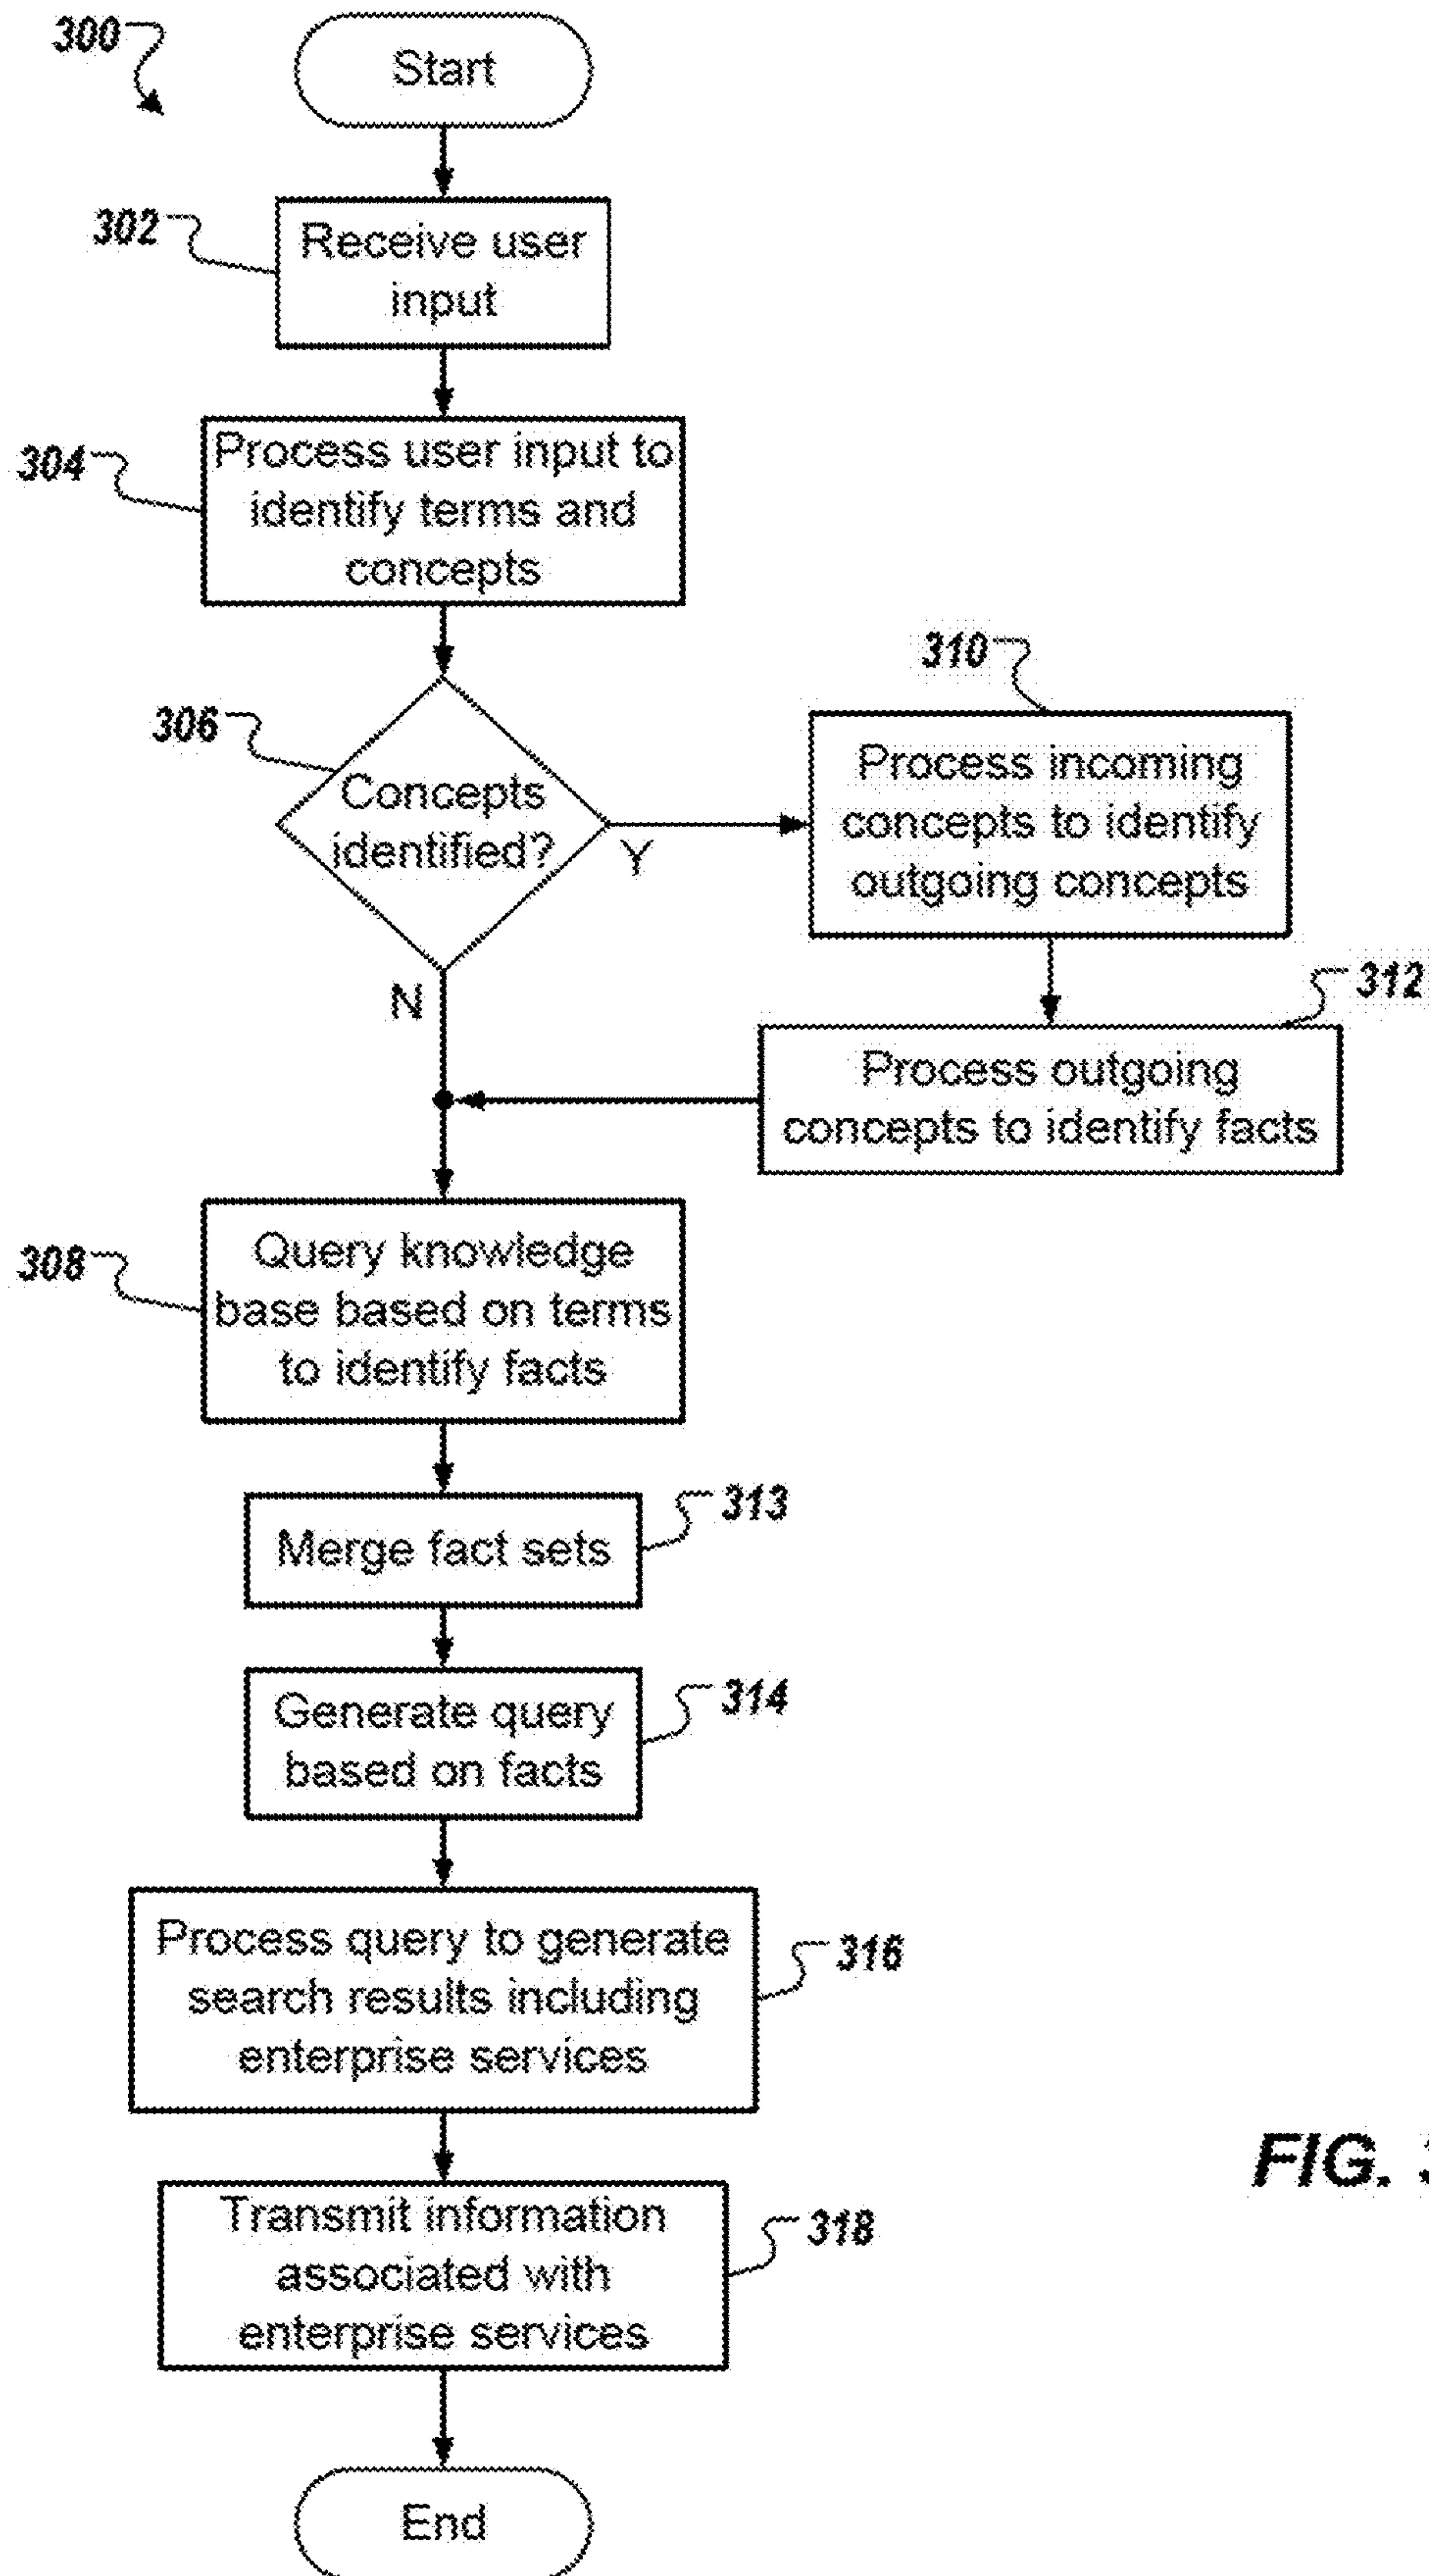 300
Start
302
Receive user
input
304
Process user input to
identify terms and
concepts
306
Concepts
identified?
Y
N
310
Process incoming
concepts to identify
outgoing concepts
312
Process outgoing
concepts to identify facts
308
Query knowledge
base based on terms
to identify facts
313
Merge fact sets
314
Generate query
based on facts
316
Process query to generate
search results including
enterprise services
318
Transmit information
associated with
enterprise services
End
FIG.